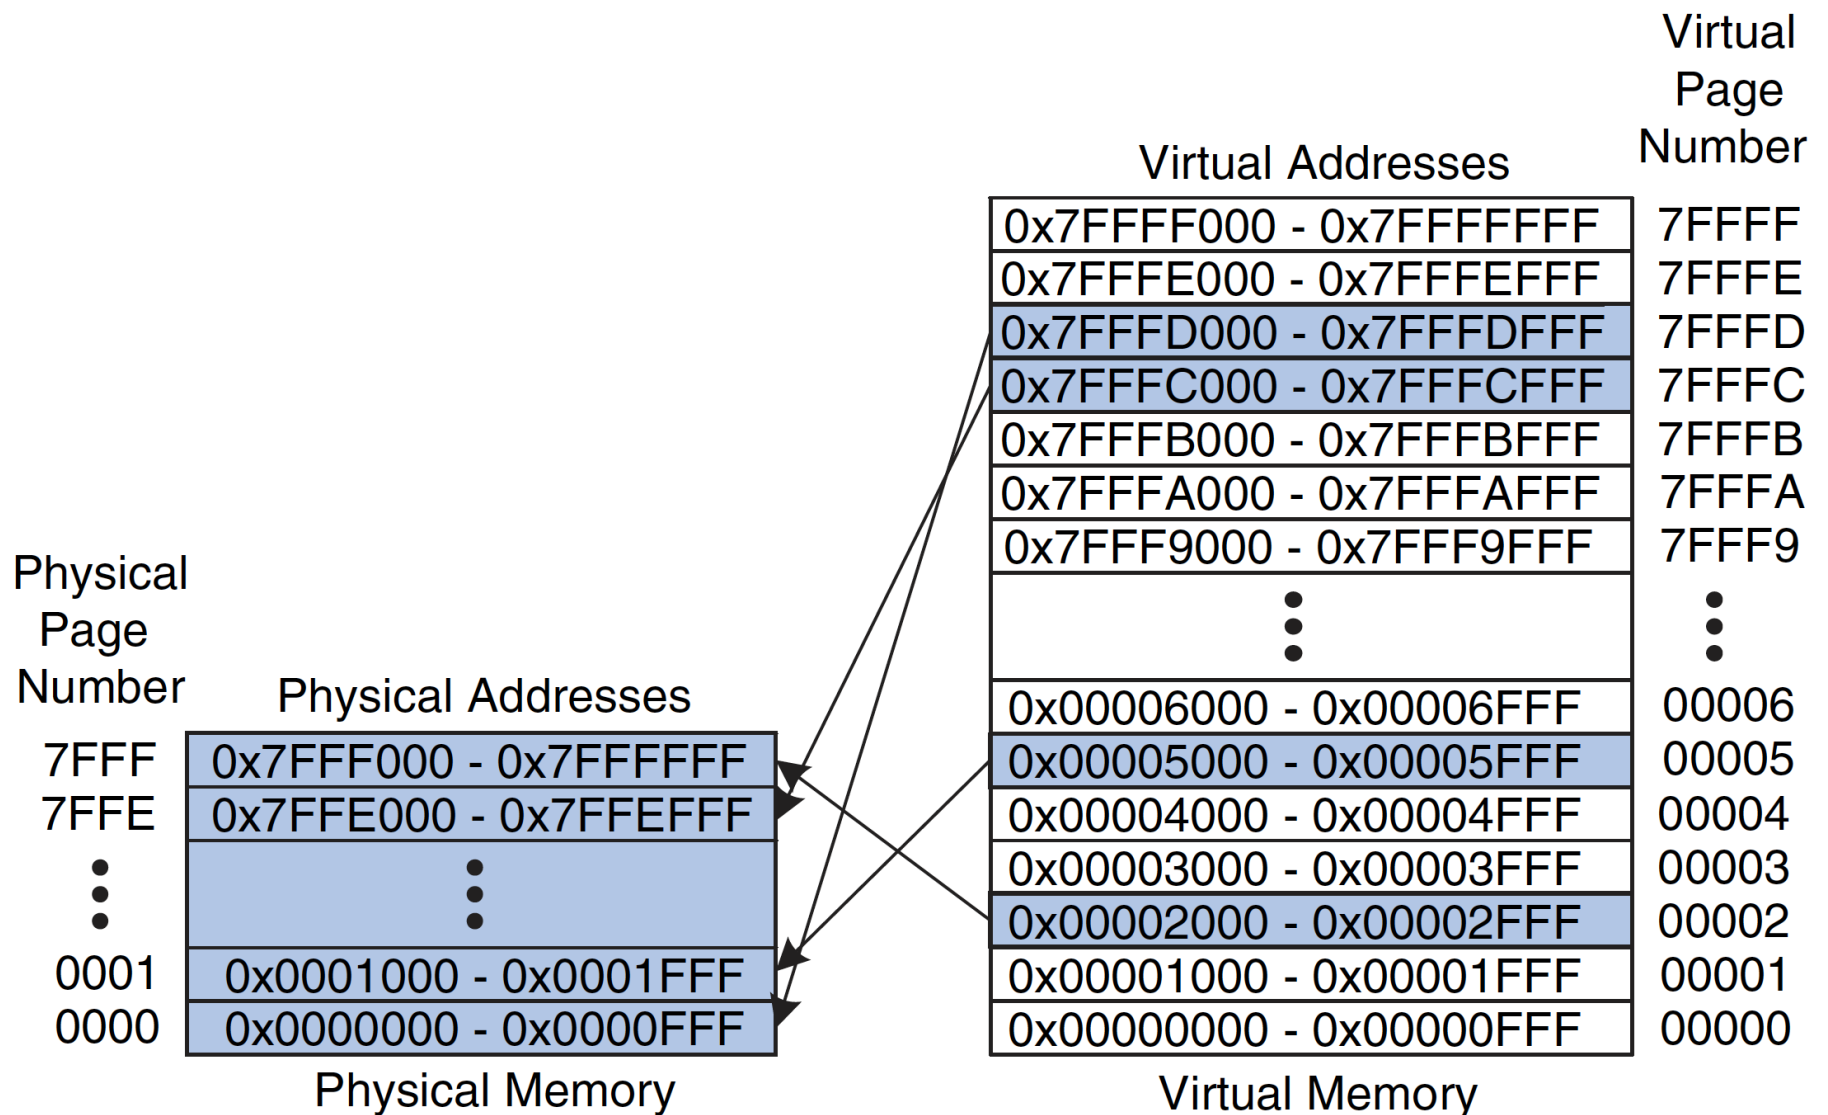 Virtual
Page
Number
Virtual Addresses
0x7FFFF000 - 0x7FFFFFFF 7FFFF
0x7FFFE000 - 0x7FFFEFFF 7FFFE
0x7FFFD000 - 0x7FFFDFFF 7FFFD
0x7FFFC000 - 0x7FFFCFFF 7FFFC
0x7FFFB000 - 0x7FFFBFFF 7FFFB
0x7FFFA000 - 0x7FFFAFFF 7FFFA
0x7FFF9000 - 0x7FFF9FFF 7FFF9
0x00006000 - 0x00006FFF 00006
0x00005000 - 0x00005FFF 00005
0x00004000 - 0x00004FFF 00004
0x00003000 - 0x00003FFF 00003
0x00002000 - 0x00002FFF 00002
0x00001000 - 0x00001FFF 00001
0x00000000 - 0x00000FFF 00000
Virtual Memory
Physical
Page
Number
Physical Addresses
7FFF 0x7FFF000 - 0x7FFFFFF
7FFE 0x7FFE000 - 0x7FFEFFF
0001 0x0001000 - 0x0001FFF
0000 0x0000000 - 0x0000FFF
Physical Memory